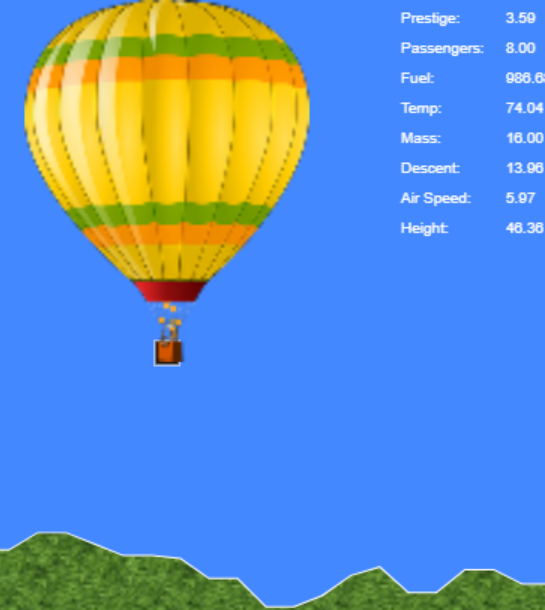 Prestige: 3.59
Passengers: 8.00
Fuel: 986.68
Temp: 74.04
Mass: 16.00
Descent: 13.96
Air Speed: 5.97
Height: 46.36